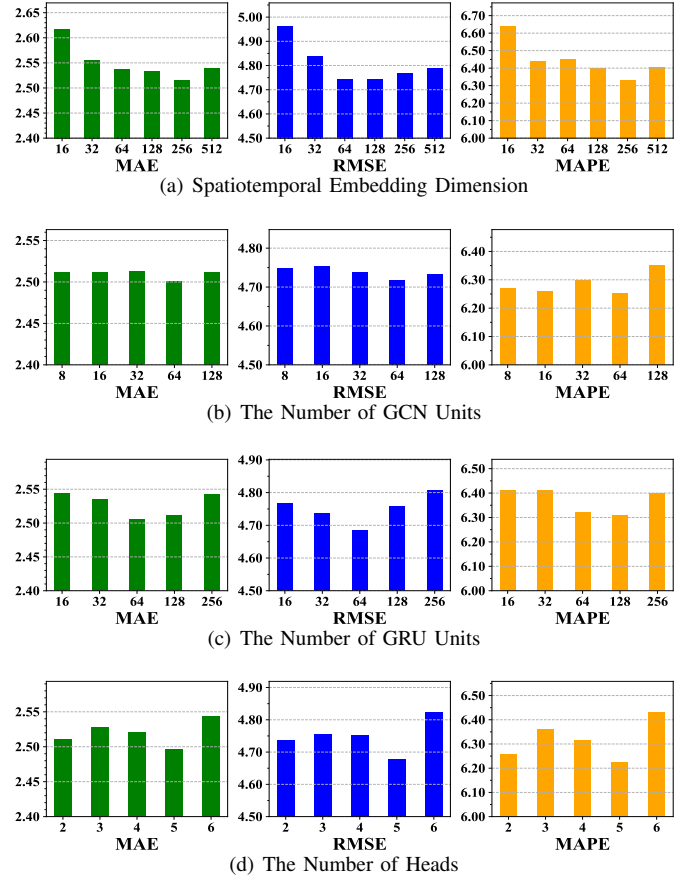 2.65
2.60
2.55
2.50
2.45
2.40
16 32 64 128 256 512
MAE
5.00
4.90
4.80
4.70
4.60
4.50
16 32 64 128 256 512
RMSE
6.70
6.60
6.50
6.40
6.30
6.20
6.10
6.00
16 32 64 128 256 512
MAPE
(a) Spatiotemporal Embedding Dimension
2.55
2.50
2.45
2.40
8 16 32 64 128
MAE
4.80
4.70
4.60
4.50
8 16 32 64 128
RMSE
6.40
6.30
6.20
6.10
6.00
8 16 32 64 128
MAPE
(b) The Number of GCN Units
2.55
2.50
2.45
2.40
16 32 64 128 256
MAE
4.90
4.80
4.70
4.60
4.50
16 32 64 128 256
RMSE
6.50
6.40
6.30
6.20
6.10
6.00
16 32 64 128 256
MAPE
(c) The Number of GRU Units
2.55
2.50
2.45
2.40
2 3 4 5 6
MAE
4.90
4.80
4.70
4.60
4.50
2 3 4 5 6
RMSE
6.50
6.40
6.30
6.20
6.10
6.00
2 3 4 5 6
MAPE
(d) The Number of Heads